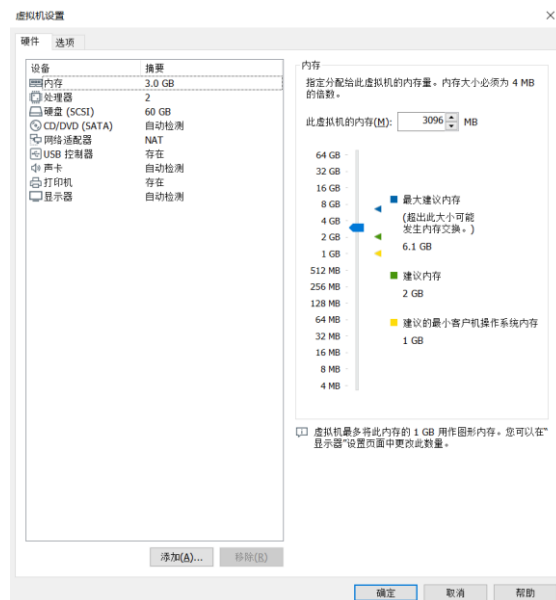 虚拟机设置
硬件 选项
设备 摘要
内存 3.0 GB
处理器 2
硬盘 (SCSI) 60 GB
CD/DVD (SATA) 自动检测
网络适配器 NAT
USB 控制器 存在
声卡 自动检测
打印机 存在
显示器 自动检测
添加(A)... 移除(R)
内存
指定分配给此虚拟机的内存量。内存大小必须为 4 MB
的倍数。
此虚拟机的内存(M): 3096 MB
64 GB
32 GB
16 GB
8 GB
4 GB
2 GB
1 GB
512 MB
256 MB
128 MB
64 MB
32 MB
16 MB
8 MB
4 MB
最大建议内存
(超出此大小可能
发生内存交换。)
6.1 GB
建议内存
2 GB
建议的最小客户机操作系统内存
1 GB
虚拟机最多将此内存的 1 GB 用作图形内存。您可以在"
显示器"设置页面中更改此数量。
确定 取消 帮助